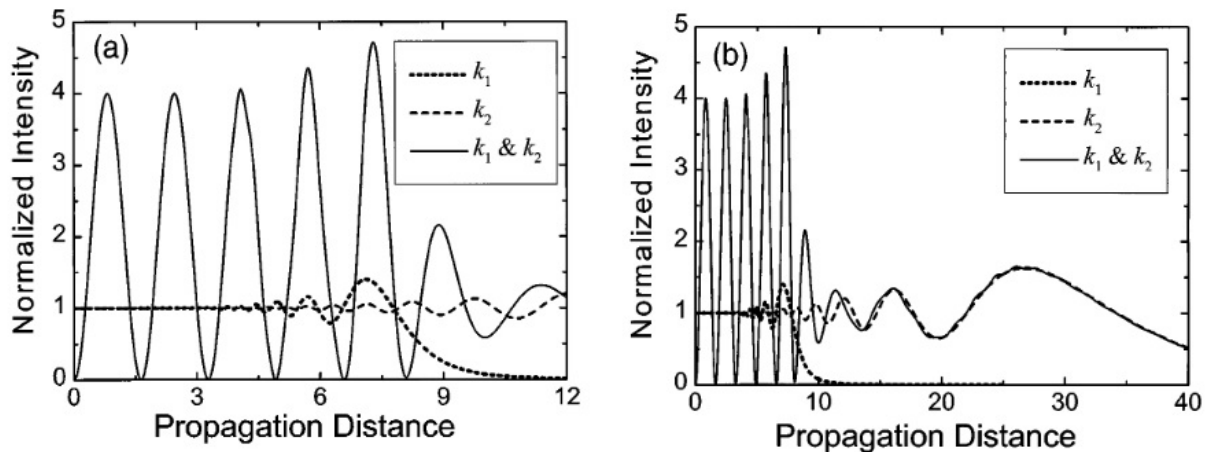 (a)
Normalized Intensity
5
4
3
2
1
0
k₁
k₂
k₁ & k₂
0 3 6 9 12
Propagation Distance
(b)
Normalized Intensity
5
4
3
2
1
0
k₁
k₂
k₁ & k₂
0 10 20 30 40
Propagation Distance